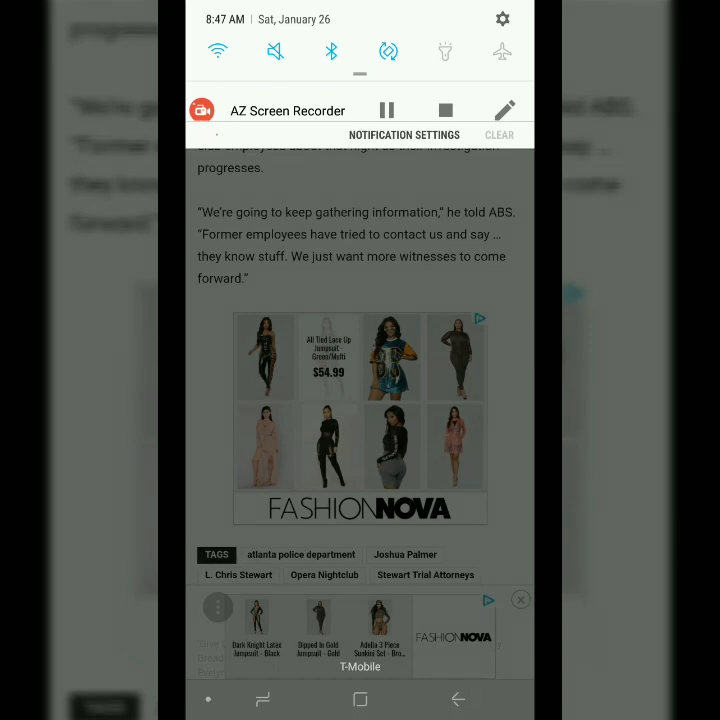 8:47 AM | Sat, January 26
AZ Screen Recorder
NOTIFICATION SETTINGS CLEAR
progresses.
“We’re going to keep gathering information,” he told ABS.
“Former employees have tried to contact us and say ...
they know stuff. We just want more witnesses to come
forward.”
All Tied Lace Up
Jumpsuit -
Green/Multi
$54.99
FASHIONNOVA
TAGS atlanta police department Joshua Palmer
L. Chris Stewart Opera Nightclub Stewart Trial Attorneys
Dark Knight Latex
Jumpsuit - Black
Dipped In Gold
Jumpsuit - Gold
Adella 3 Piece
Sunkini Set - Bro...
FASHIONNOVA
T-Mobile